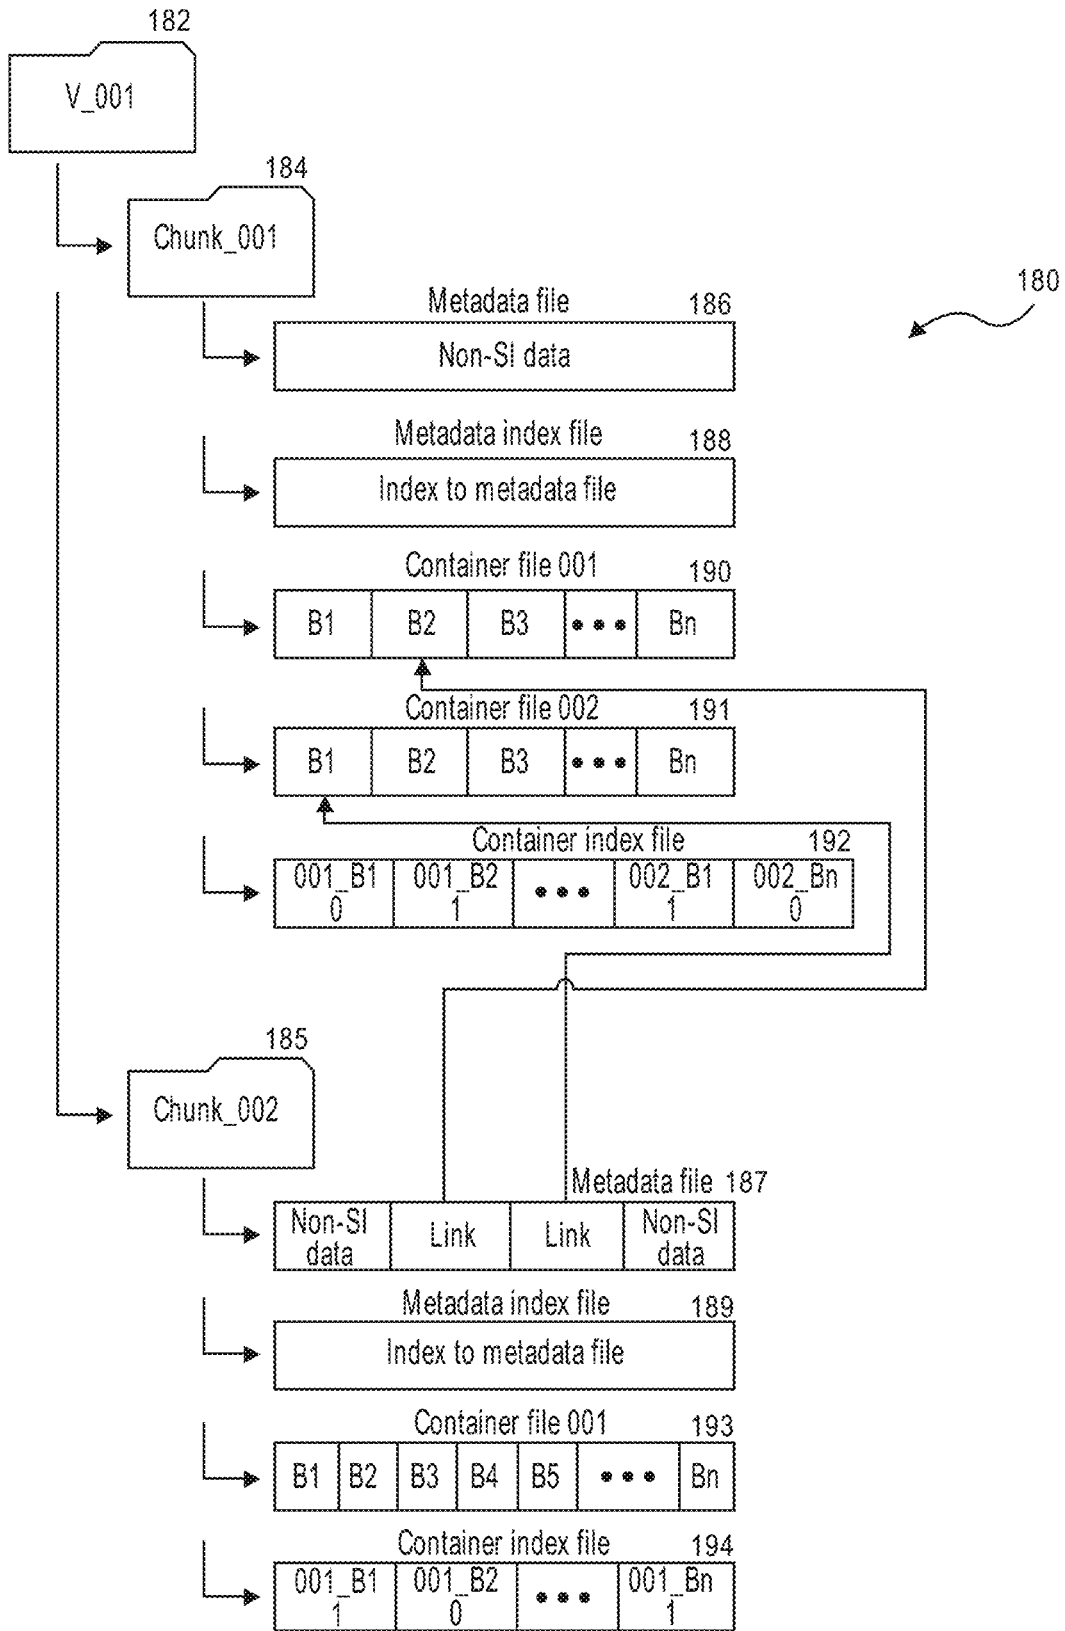 182
V_001
184
Chunk_001
180
Metadata file 186
Non-SI data
Metadata index file 188
Index to metadata file
Container file 001 190
B1 B2 B3 ••• Bn
Container file 002 191
B1 B2 B3 ••• Bn
Container index file 192
001_B1 001_B2 ••• 002_B1 002_Bn
0 1 1 0
185
Chunk_002
Metadata file 187
Non-SI Link Link Non-SI
data data
Metadata index file 189
Index to metadata file
Container file 001 193
B1 B2 B3 B4 B5 ••• Bn
Container index file 194
001_B1 001_B2 ••• 001_Bn
1 0 1